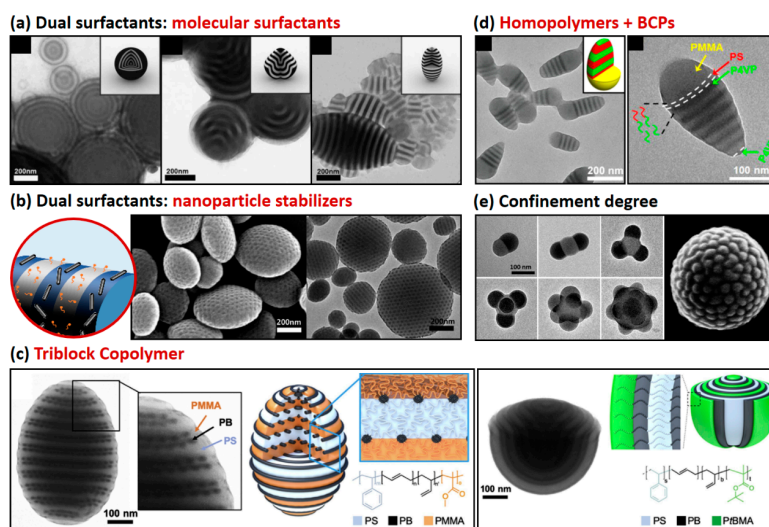 (a) Dual surfactants: molecular surfactants
200nm
200nm
200nm
(b) Dual surfactants: nanoparticle stabilizers
200nm
200nm
(c) Triblock Copolymer
PMMA
PB
PS
100 nm
PS PB PMMA
100 nm
PS PB PtBMA
(d) Homopolymers + BCPs
200 nm
PMMA
PS
P4VP
100 nm
(e) Confinement degree
100 nm